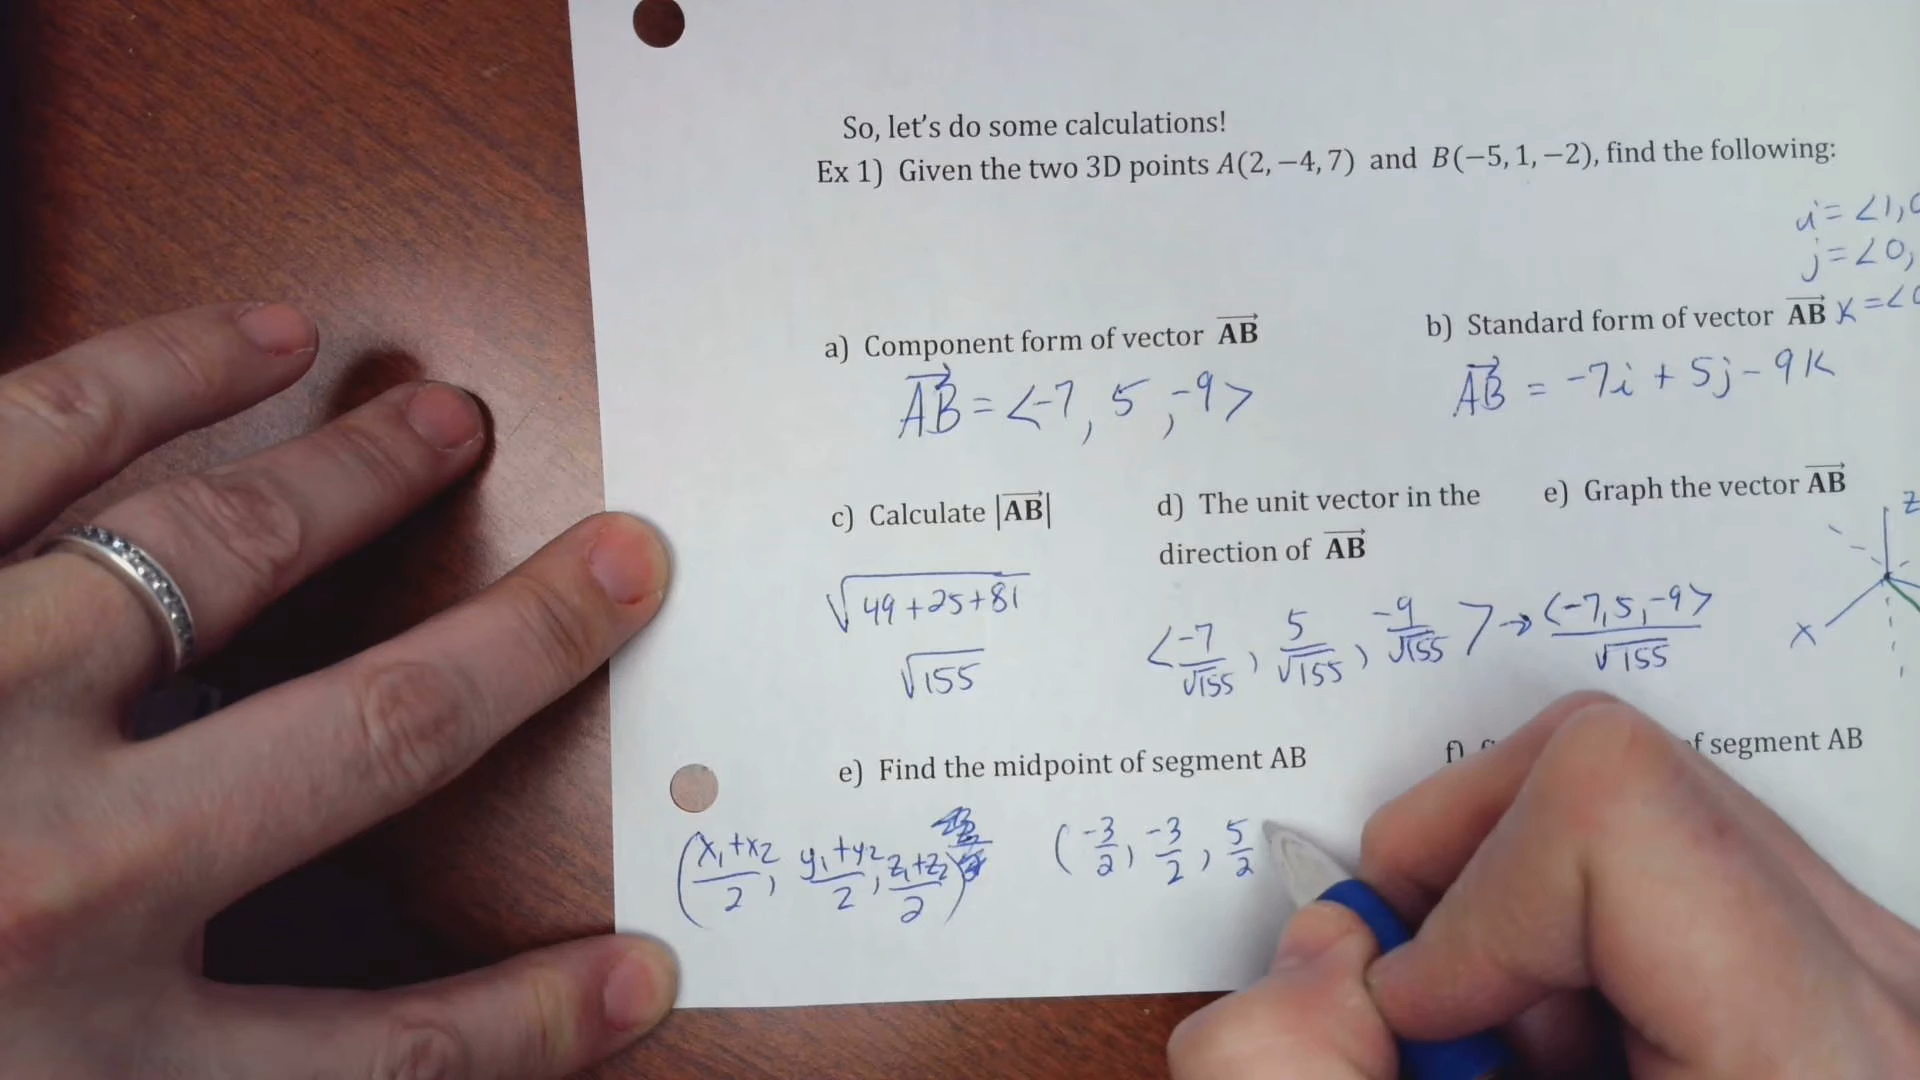 So, let's do some calculations!
Ex 1) Given the two 3D points A(2, −4, 7) and B(−5, 1, −2), find the following:
i = <1, 0
j = <0,
a) Component form of vector AB
b) Standard form of vector AB k = <0
AB = <-7, 5, -9>
AB = -7i + 5j - 9k
c) Calculate |AB|
d) The unit vector in the direction of AB
e) Graph the vector AB
z
x
√49+25+81
√155
<-7/√155, 5/√155, -9/√155> → <-7, 5, -9>/√155
e) Find the midpoint of segment AB
f) of segment AB
(x₁+x₂/2, y₁+y₂/2, z₁+z₂/2)
(-3/2, -3/2, 5/2